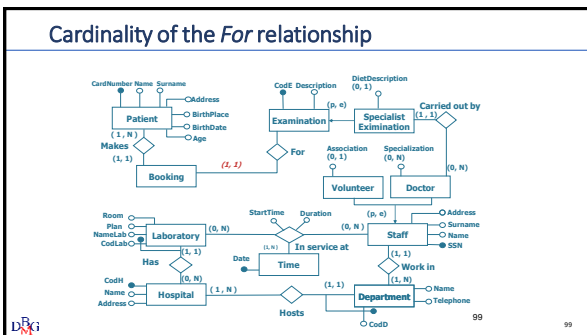 Cardinality of the For relationship
CardNumber Name Surname
Address
BirthPlace
BirthDate
Age
Patient
( 1 , N )
Makes
(1, 1)
Booking
(1, 1)
For
CodE Description
Examination
(p, e)
DietDescription
(0, 1)
Specialist
Eximination
(1 , 1)
Carried out by
(0, N)
Association
(0, 1)
Specialization
(0, N)
Volunteer
Doctor
(p, e)
Room
Plan
NameLab
CodLab
Laboratory
(0, N)
StartTime
Duration
In service at
(1, N)
Date
Time
(0, N)
Staff
Address
Surname
Name
SSN
(1, 1)
Has
(0, N)
(1, 1)
Work in
(1, N)
CodH
Name
Address
Hospital
( 1 , N )
Hosts
(1, 1)
Department
Name
Telephone
CodD
99
DBMG
99